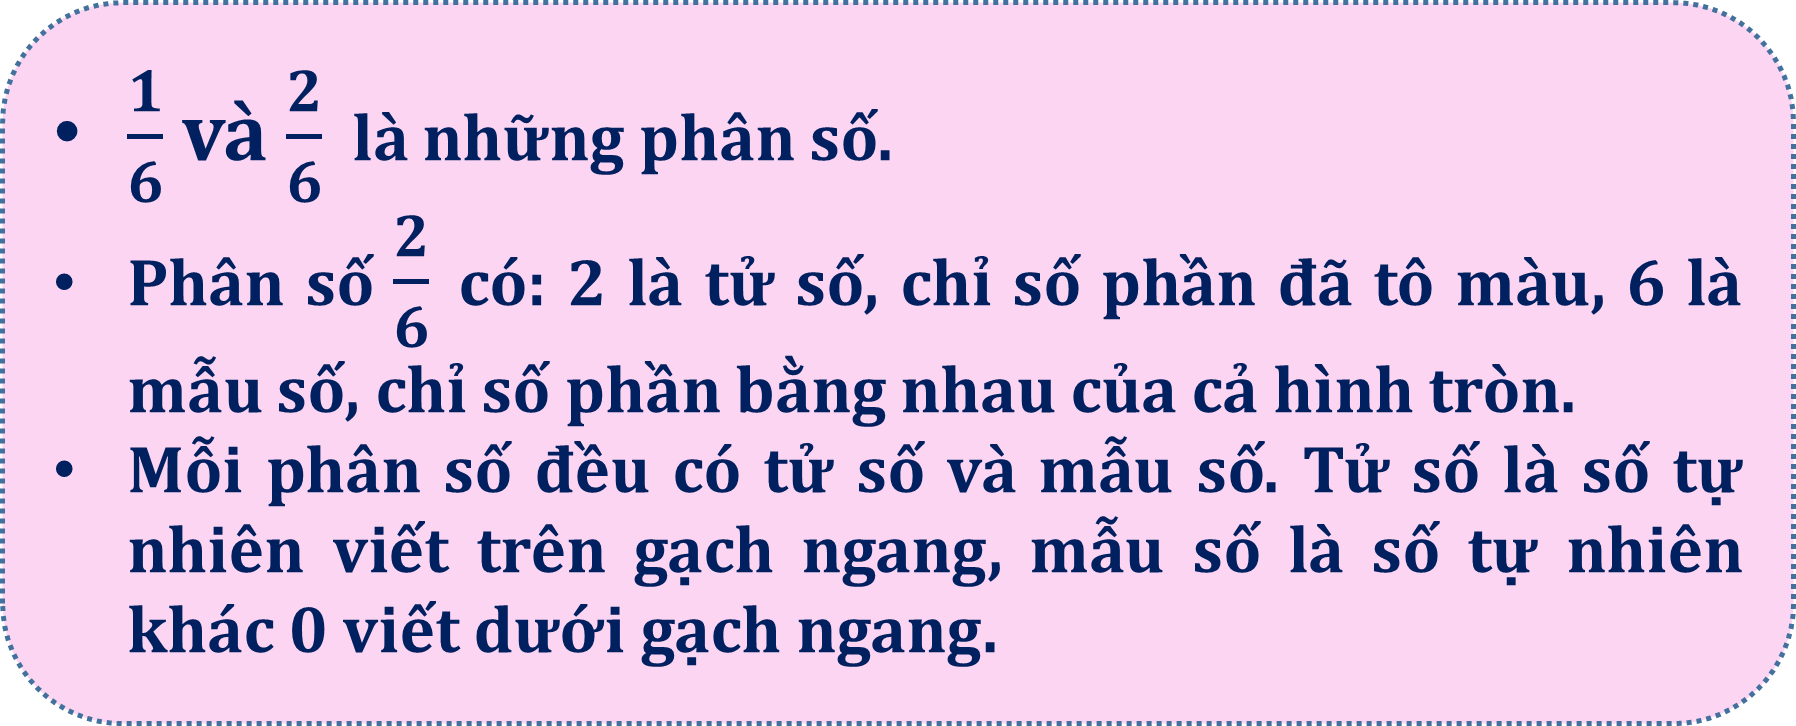 • 1/6 và 2/6 là những phân số.
• Phân số 2/6 có: 2 là tử số, chỉ số phần đã tô màu, 6 là
mẫu số, chỉ số phần bằng nhau của cả hình tròn.
• Mỗi phân số đều có tử số và mẫu số. Tử số là số tự
nhiên viết trên gạch ngang, mẫu số là số tự nhiên
khác 0 viết dưới gạch ngang.